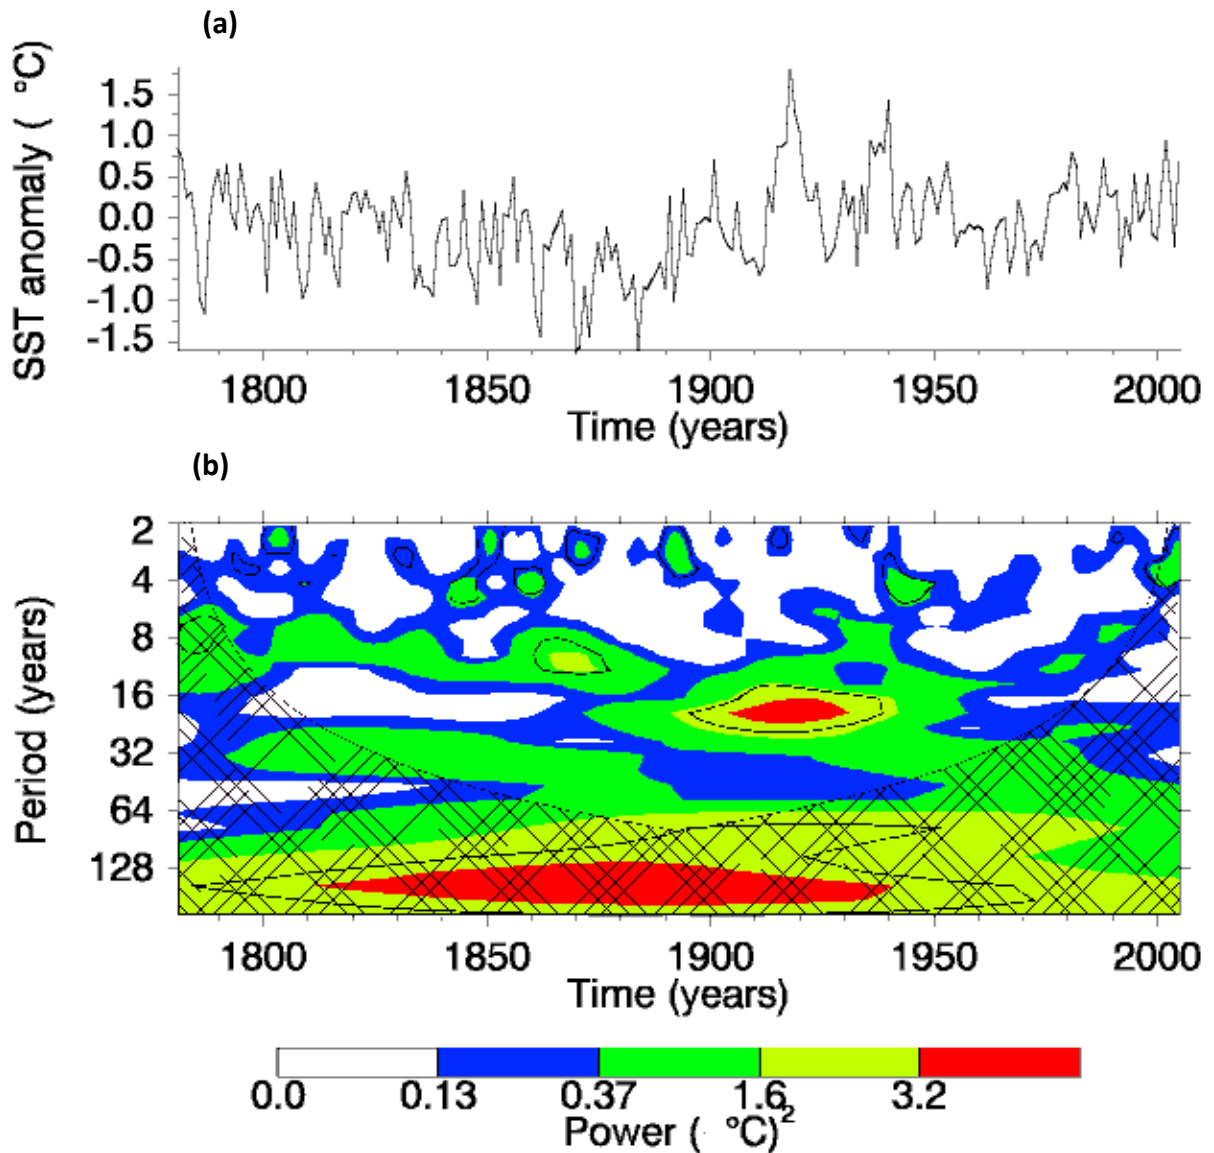 (a)
SST anomaly ( °C)
1.5
1.0
0.5
0.0
-0.5
-1.0
-1.5
1800 1850 1900 1950 2000
Time (years)
(b)
Period (years)
2
4
8
16
32
64
128
1800 1850 1900 1950 2000
Time (years)
0.0 0.13 0.37 1.6 3.2
Power ( °C)²